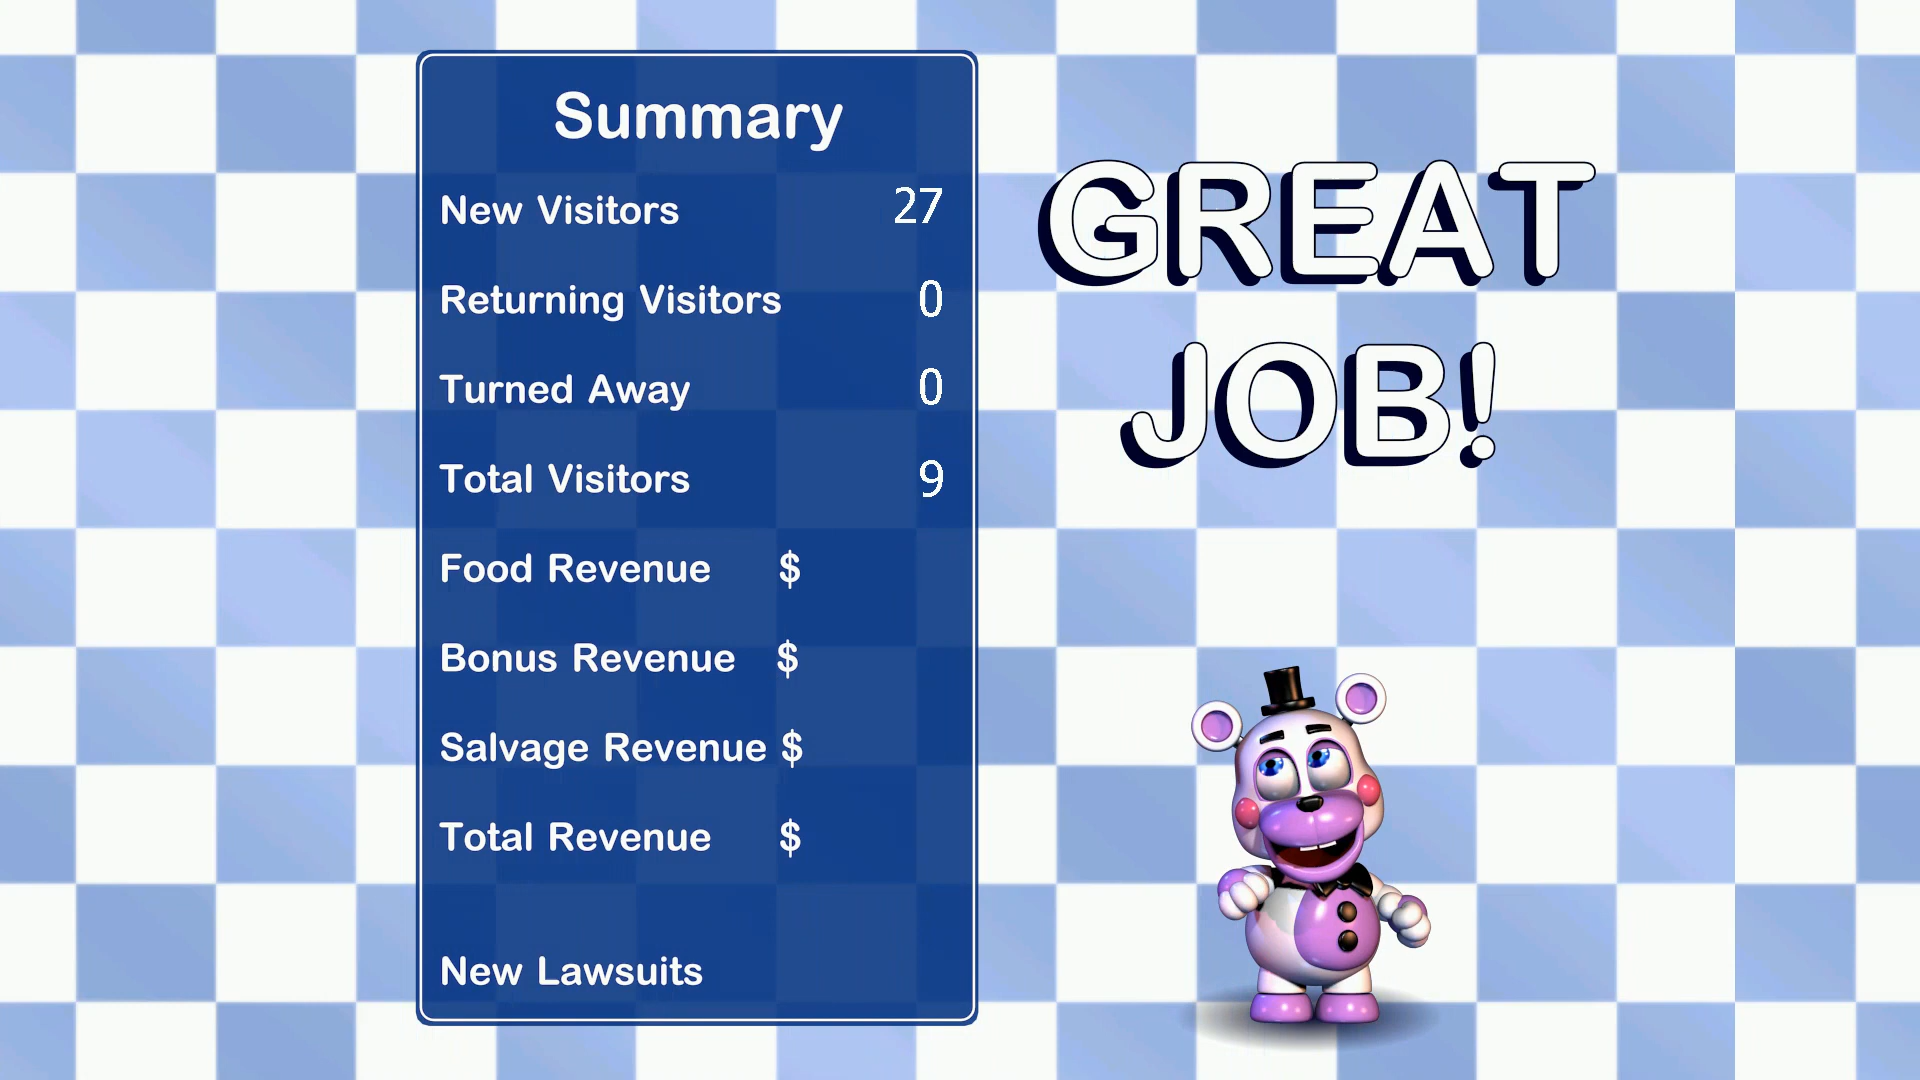 Summary
New Visitors 27
Returning Visitors 0
Turned Away 0
Total Visitors 9
Food Revenue $
Bonus Revenue $
Salvage Revenue $
Total Revenue $
New Lawsuits
GREAT
JOB!